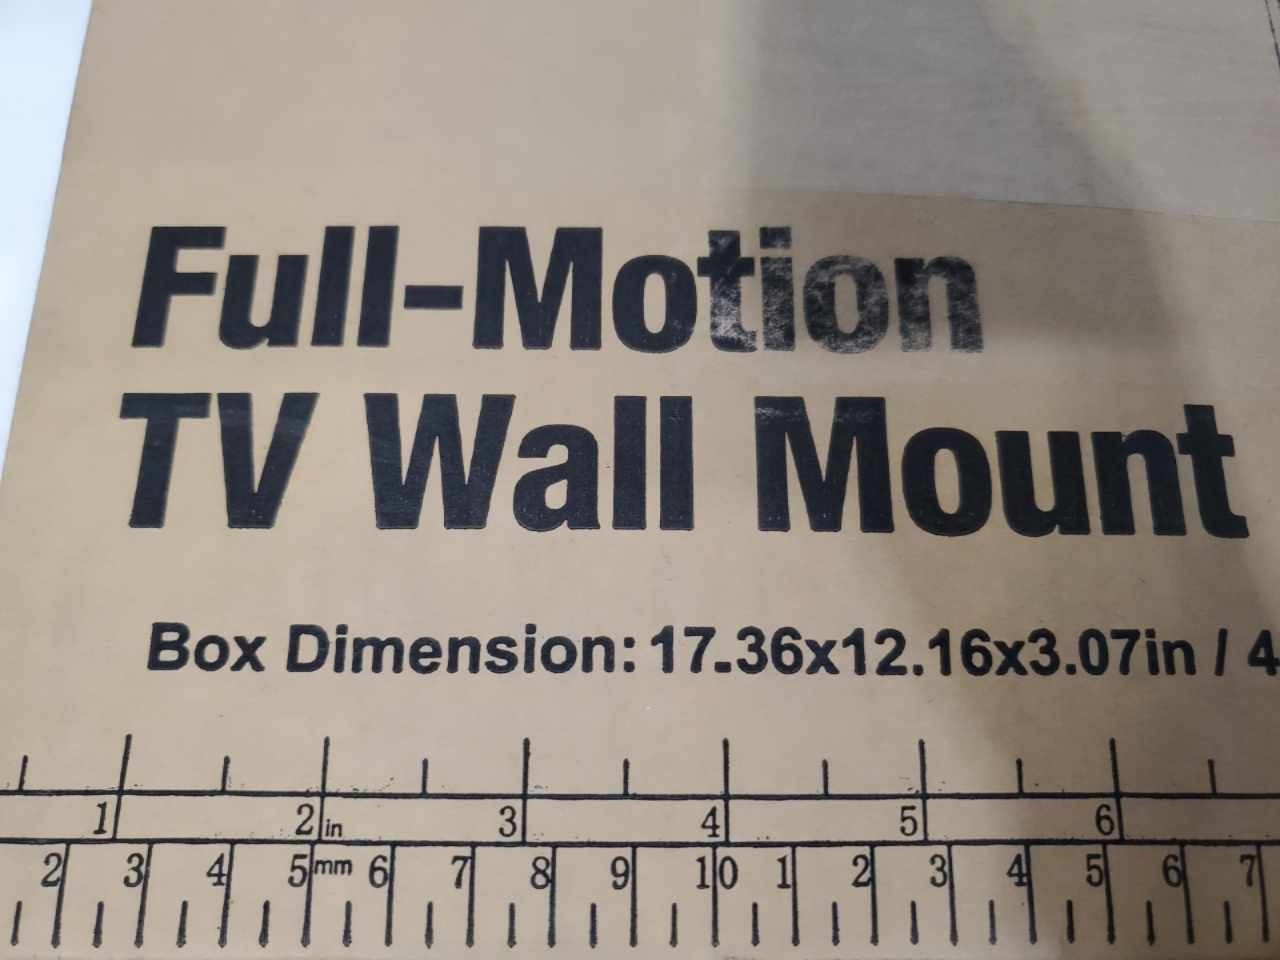 Full-Motion
TV Wall Mount
Box Dimension: 17.36x12.16x3.07in / 4
1 2 in 3 4 5 6
2 3 4 5 mm 6 7 8 9 10 1 2 3 4 5 6 7